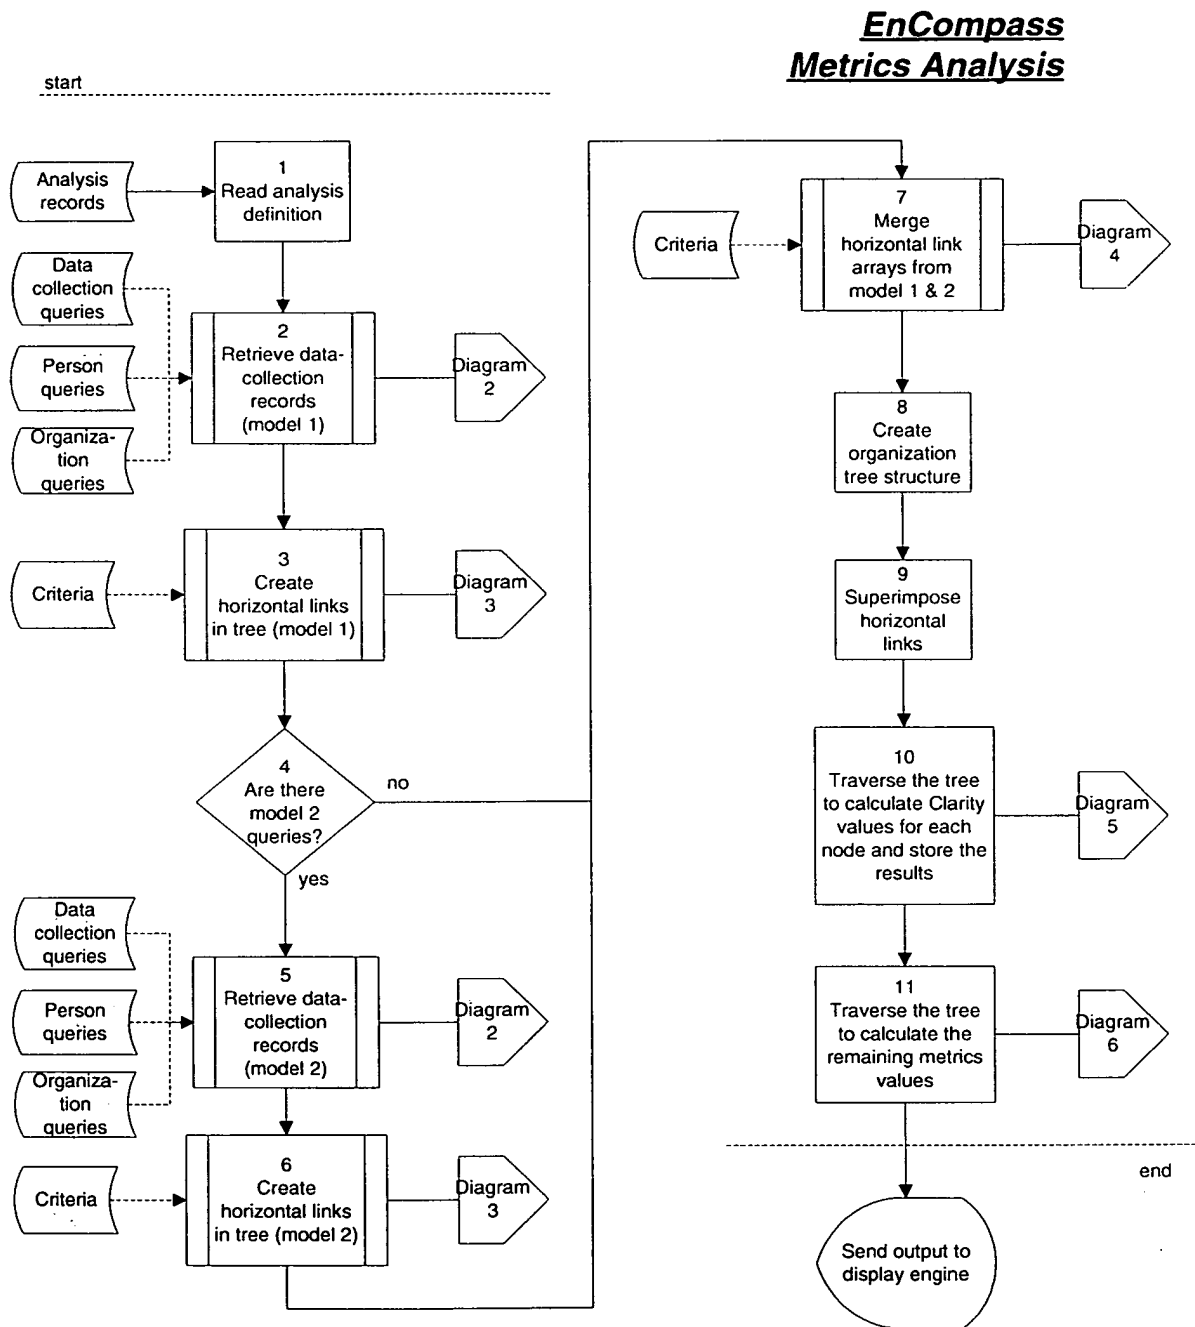 EnCompass
Metrics Analysis
start
Analysis
records
1
Read analysis
definition
Data
collection
queries
Person
queries
Organiza-
tion
queries
2
Retrieve data-
collection
records
(model 1)
Diagram
2
Criteria
3
Create
horizontal links
in tree (model 1)
Diagram
3
4
Are there
model 2
queries?
no
yes
Data
collection
queries
Person
queries
Organiza-
tion
queries
5
Retrieve data-
collection
records
(model 2)
Diagram
2
Criteria
6
Create
horizontal links
in tree (model 2)
Diagram
3
Criteria
7
Merge
horizontal link
arrays from
model 1 & 2
Diagram
4
8
Create
organization
tree structure
9
Superimpose
horizontal
links
10
Traverse the tree
to calculate Clarity
values for each
node and store the
results
Diagram
5
11
Traverse the tree
to calculate the
remaining metrics
values
Diagram
6
end
Send output to
display engine